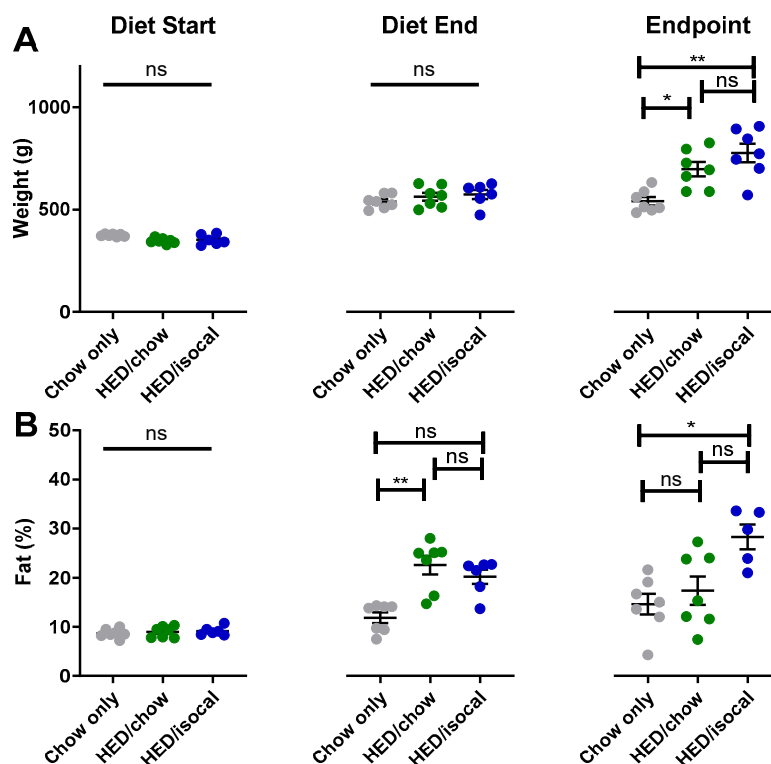 Diet Start Diet End Endpoint
A
ns ns ** ns *
Weight (g)
1000
500
0
Chow only HED/chow HED/isocal Chow only HED/chow HED/isocal Chow only HED/chow HED/isocal
B
ns ns ns ** * ns ns
Fat (%)
50
40
30
20
10
0
Chow only HED/chow HED/isocal Chow only HED/chow HED/isocal Chow only HED/chow HED/isocal